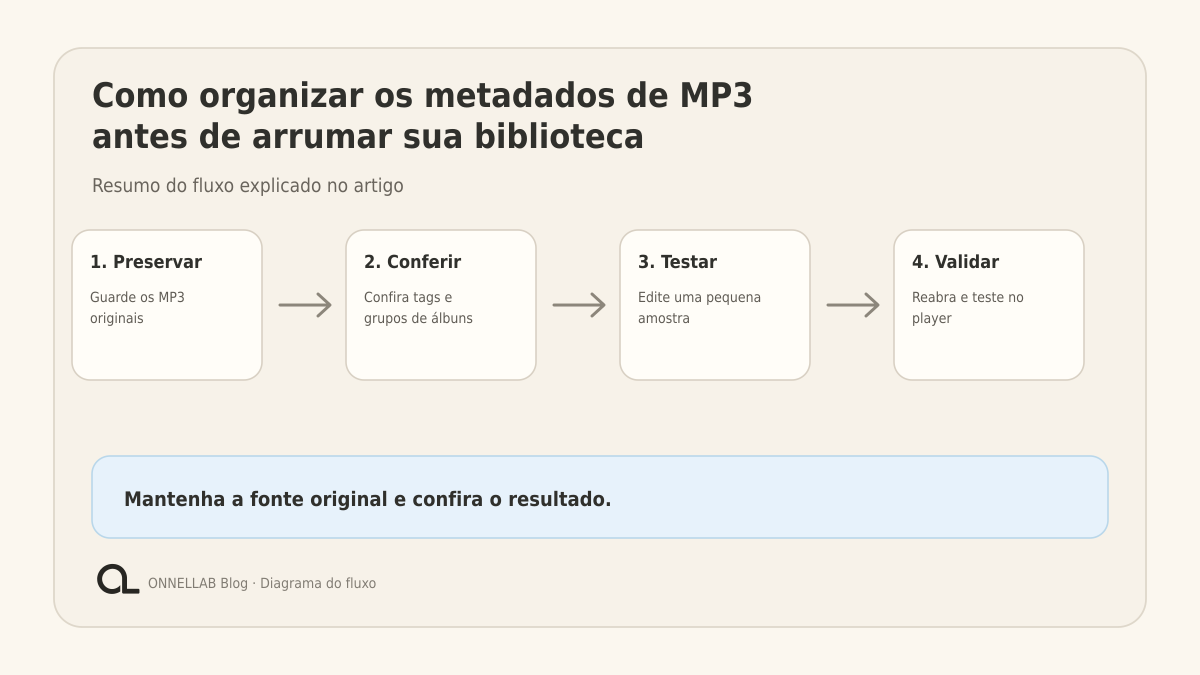 Como organizar os metadados de MP3
antes de arrumar sua biblioteca
Resumo do fluxo explicado no artigo
1. Preservar
Guarde os MP3
originais
2. Conferir
Confira tags e
grupos de álbuns
3. Testar
Edite uma pequena
amostra
4. Validar
Reabra e teste no
player
Mantenha a fonte original e confira o resultado.
ONNELLAB Blog · Diagrama do fluxo